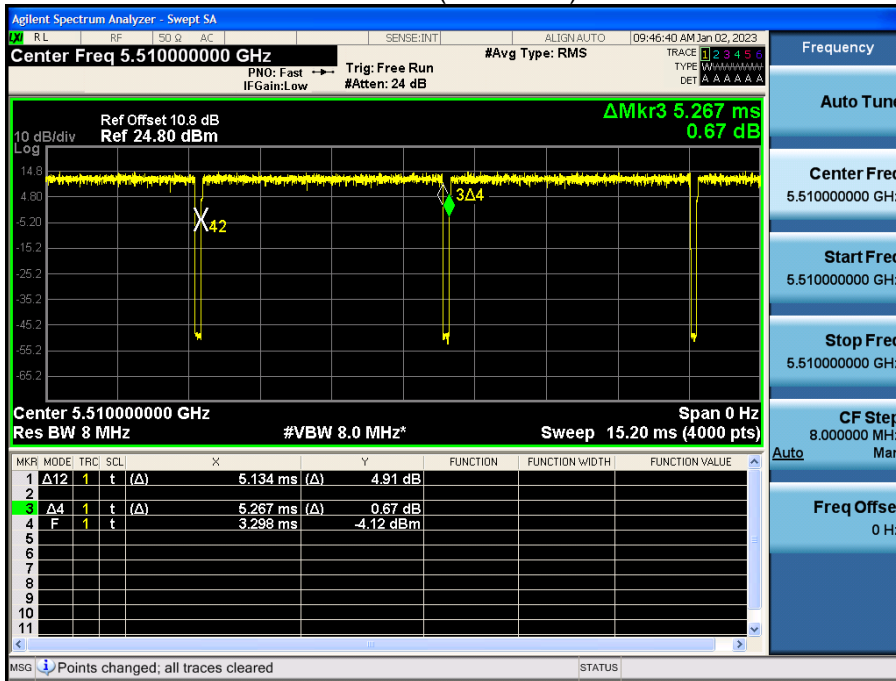 Agilent Spectrum Analyzer - Swept SA
LXI RL RF 50 Ω AC SENSE:INT ALIGN AUTO 09:46:40 AM Jan 02, 2023
Center Freq 5.510000000 GHz #Avg Type: RMS TRACE 1 2 3 4 5 6
PNO: Fast Trig: Free Run TYPE WWWWWW
IFGain:Low #Atten: 24 dB DET A A A A A A
ΔMkr3 5.267 ms
0.67 dB
Ref Offset 10.8 dB
10 dB/div Ref 24.80 dBm
Log
14.8
4.80
-5.20
-15.2
-25.2
-35.2
-45.2
-55.2
-65.2
3Δ4
42
Center 5.510000000 GHz Span 0 Hz
Res BW 8 MHz #VBW 8.0 MHz* Sweep 15.20 ms (4000 pts)
MKR MODE TRC SCL X Y FUNCTION FUNCTION WIDTH FUNCTION VALUE
1 Δ12 1 t (Δ) 5.134 ms (Δ) 4.91 dB
2
3 Δ4 1 t (Δ) 5.267 ms (Δ) 0.67 dB
4 F 1 t 3.298 ms -4.12 dBm
5
6
7
8
9
10
11
MSG Points changed; all traces cleared STATUS
Frequency
Auto Tune
Center Freq
5.510000000 GHz
Start Freq
5.510000000 GHz
Stop Freq
5.510000000 GHz
CF Step
8.000000 MHz
Auto Man
Freq Offset
0 Hz